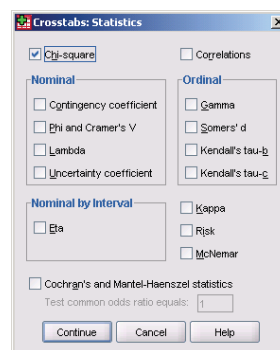 Crosstabs: Statistics
Chi-square
Correlations
Nominal
Contingency coefficient
Phi and Cramer's V
Lambda
Uncertainty coefficient
Ordinal
Gamma
Somers' d
Kendall's tau-b
Kendall's tau-c
Nominal by Interval
Eta
Kappa
Risk
McNemar
Cochran's and Mantel-Haenszel statistics
Test common odds ratio equals: 1
Continue Cancel Help